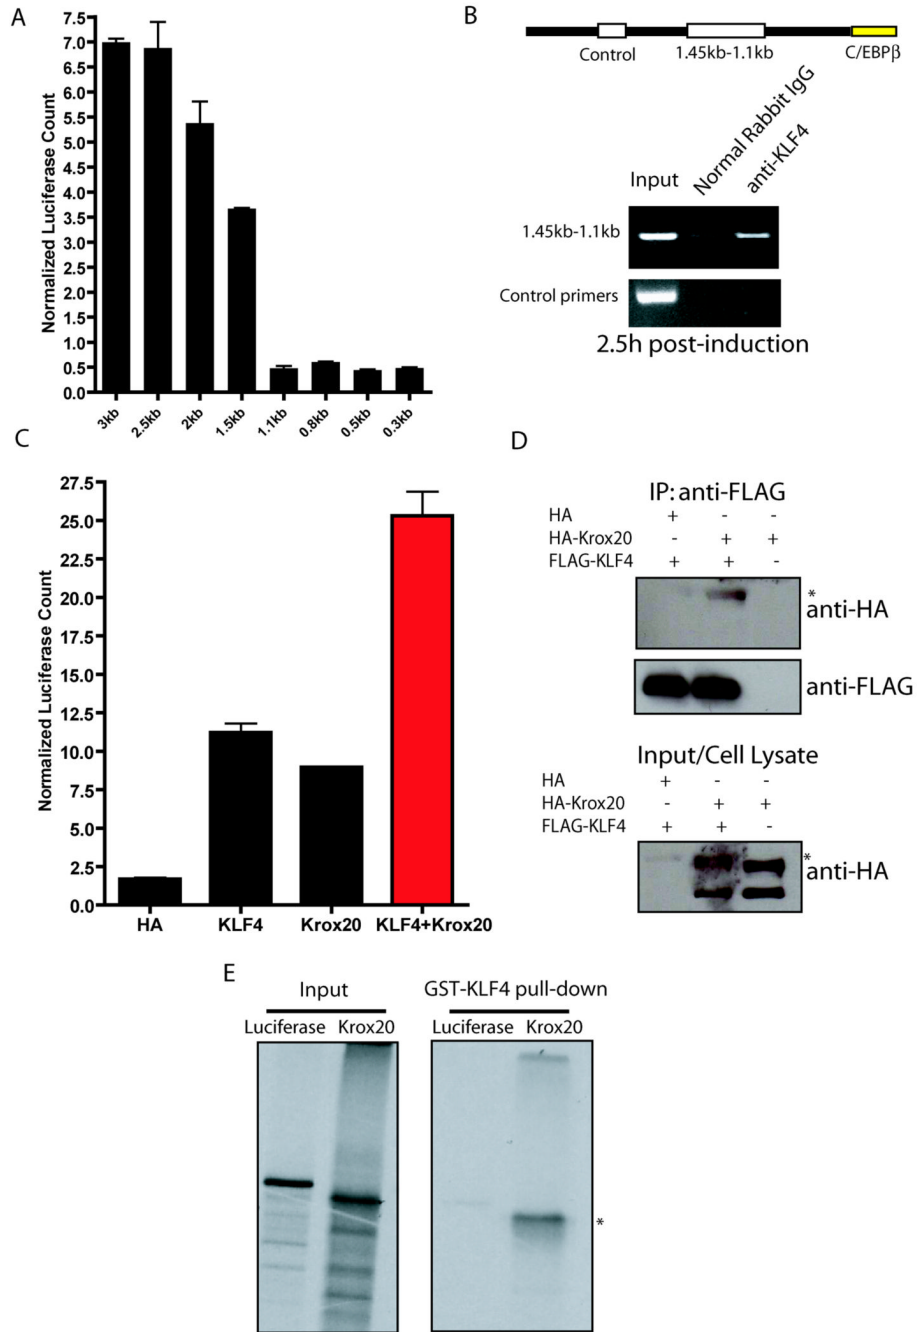 A
Normalized Luciferase Count
7.5
7.0
6.5
6.0
5.5
5.0
4.5
4.0
3.5
3.0
2.5
2.0
1.5
1.0
0.5
0.0
3kb
2.5kb
2kb
1.5kb
1.1kb
0.8kb
0.5kb
0.3kb
B
Control
1.45kb-1.1kb
C/EBPβ
Input
Normal Rabbit IgG
anti-KLF4
1.45kb-1.1kb
Control primers
2.5h post-induction
C
Normalized Luciferase Count
27.5
25.0
22.5
20.0
17.5
15.0
12.5
10.0
7.5
5.0
2.5
0.0
HA
KLF4
Krox20
KLF4+Krox20
D
IP: anti-FLAG
HA + - -
HA-Krox20 - + +
FLAG-KLF4 + + -
* anti-HA
anti-FLAG
Input/Cell Lysate
HA + - -
HA-Krox20 - + +
FLAG-KLF4 + + -
* anti-HA
E
Input
Luciferase Krox20
GST-KLF4 pull-down
Luciferase Krox20
*